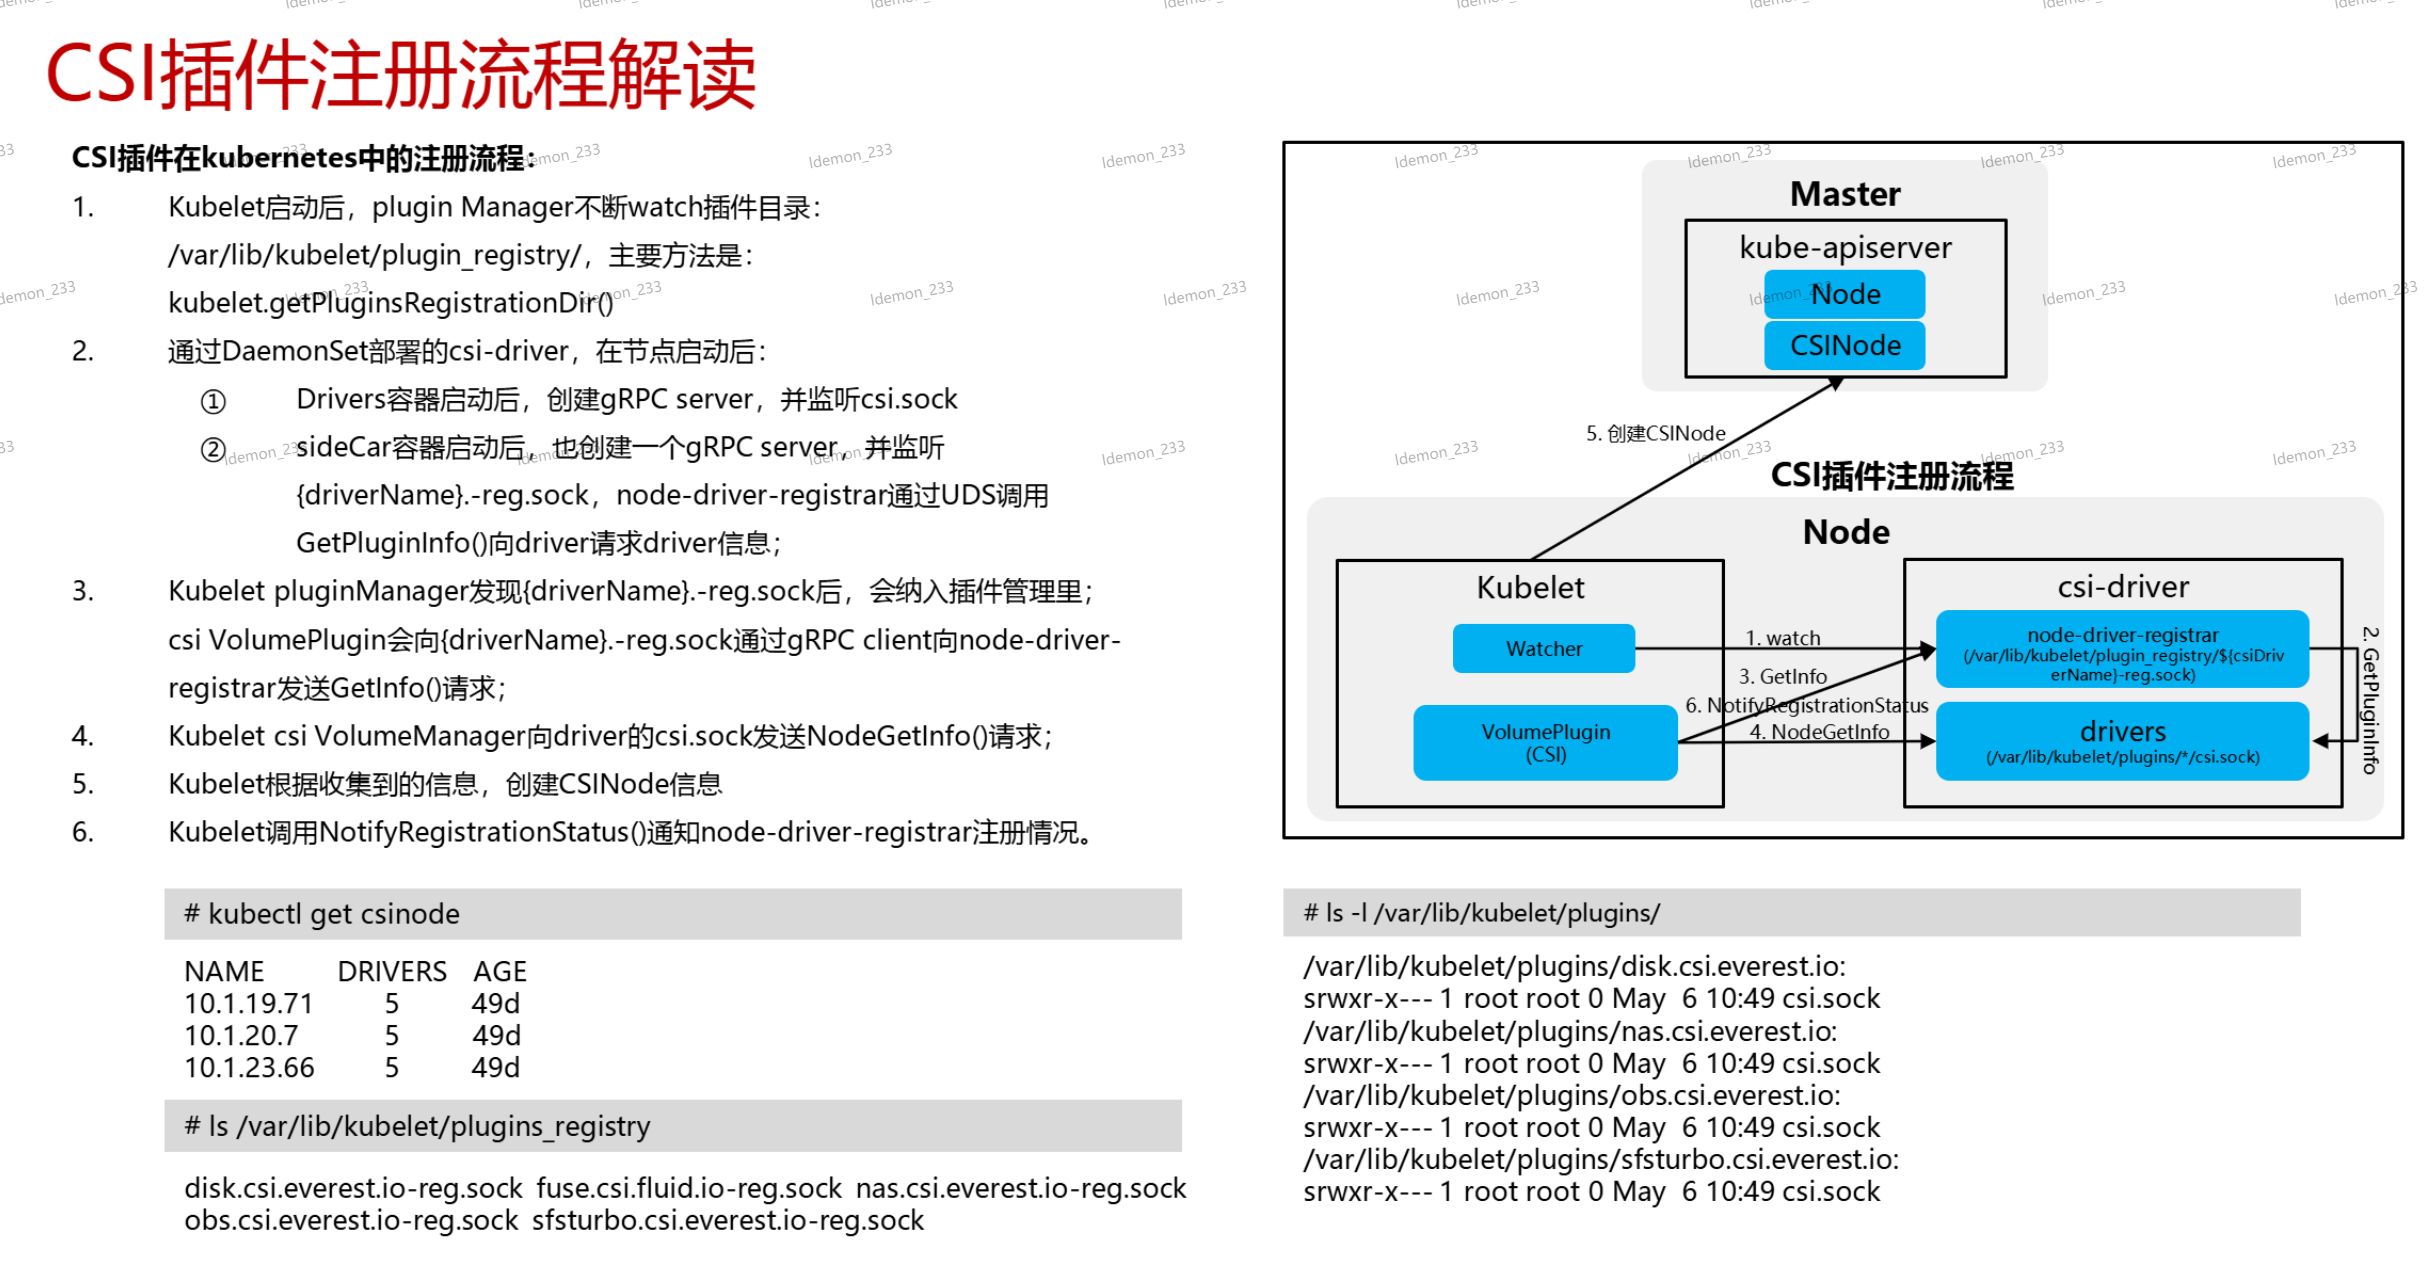 CSI插件注册流程解读
CSI插件在kubernetes中的注册流程：
1. Kubelet启动后，plugin Manager不断watch插件目录：
/var/lib/kubelet/plugin_registry/，主要方法是：
kubelet.getPluginsRegistrationDir()
2. 通过DaemonSet部署的csi-driver，在节点启动后：
① Drivers容器启动后，创建gRPC server，并监听csi.sock
② sideCar容器启动后，也创建一个gRPC server，并监听
{driverName}.-reg.sock，node-driver-registrar通过UDS调用
GetPluginInfo()向driver请求driver信息；
3. Kubelet pluginManager发现{driverName}.-reg.sock后，会纳入插件管理里；
csi VolumePlugin会向{driverName}.-reg.sock通过gRPC client向node-driver-
registrar发送GetInfo()请求；
4. Kubelet csi VolumeManager向driver的csi.sock发送NodeGetInfo()请求；
5. Kubelet根据收集到的信息，创建CSINode信息
6. Kubelet调用NotifyRegistrationStatus()通知node-driver-registrar注册情况。
# kubectl get csinode
NAME DRIVERS AGE
10.1.19.71 5 49d
10.1.20.7 5 49d
10.1.23.66 5 49d
# ls /var/lib/kubelet/plugins_registry
disk.csi.everest.io-reg.sock fuse.csi.fluid.io-reg.sock nas.csi.everest.io-reg.sock
obs.csi.everest.io-reg.sock sfsturbo.csi.everest.io-reg.sock
Master
kube-apiserver
Node
CSINode
5. 创建CSINode
CSI插件注册流程
Node
Kubelet
Watcher
VolumePlugin
(CSI)
1. watch
3. GetInfo
6. NotifyRegistrationStatus
4. NodeGetInfo
csi-driver
node-driver-registrar
(/var/lib/kubelet/plugin_registry/${csiDriv
erName}-reg.sock)
drivers
(/var/lib/kubelet/plugins/*/csi.sock)
2. GetPluginInfo
# ls -l /var/lib/kubelet/plugins/
/var/lib/kubelet/plugins/disk.csi.everest.io:
srwxr-x--- 1 root root 0 May 6 10:49 csi.sock
/var/lib/kubelet/plugins/nas.csi.everest.io:
srwxr-x--- 1 root root 0 May 6 10:49 csi.sock
/var/lib/kubelet/plugins/obs.csi.everest.io:
srwxr-x--- 1 root root 0 May 6 10:49 csi.sock
/var/lib/kubelet/plugins/sfsturbo.csi.everest.io:
srwxr-x--- 1 root root 0 May 6 10:49 csi.sock